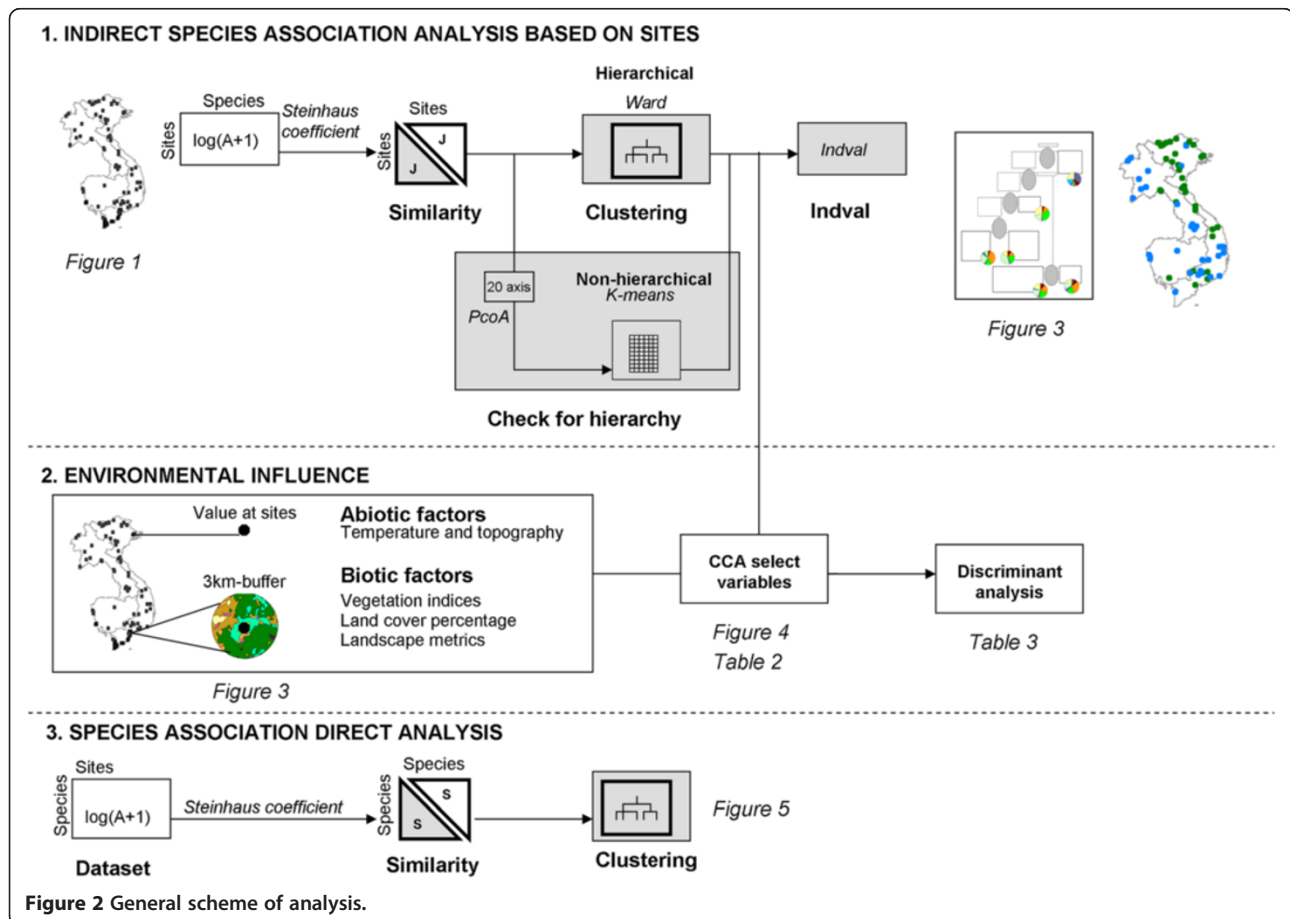 1. INDIRECT SPECIES ASSOCIATION ANALYSIS BASED ON SITES
Figure 1
Species
Sites
log(A+1)
Steinhaus
coefficient
Sites
Sites
J
J
Similarity
Hierarchical
Ward
Clustering
Indval
Indval
20 axis
PcoA
Non-hierarchical
K-means
Check for hierarchy
Figure 3
2. ENVIRONMENTAL INFLUENCE
Value at sites
3km-buffer
Abiotic factors
Temperature and topography
Biotic factors
Vegetation indices
Land cover percentage
Landscape metrics
Figure 3
CCA select
variables
Figure 4
Table 2
Discriminant
analysis
Table 3
3. SPECIES ASSOCIATION DIRECT ANALYSIS
Sites
Species
log(A+1)
Dataset
Steinhaus coefficient
Species
Species
S
S
Similarity
Clustering
Figure 5
Figure 2 General scheme of analysis.